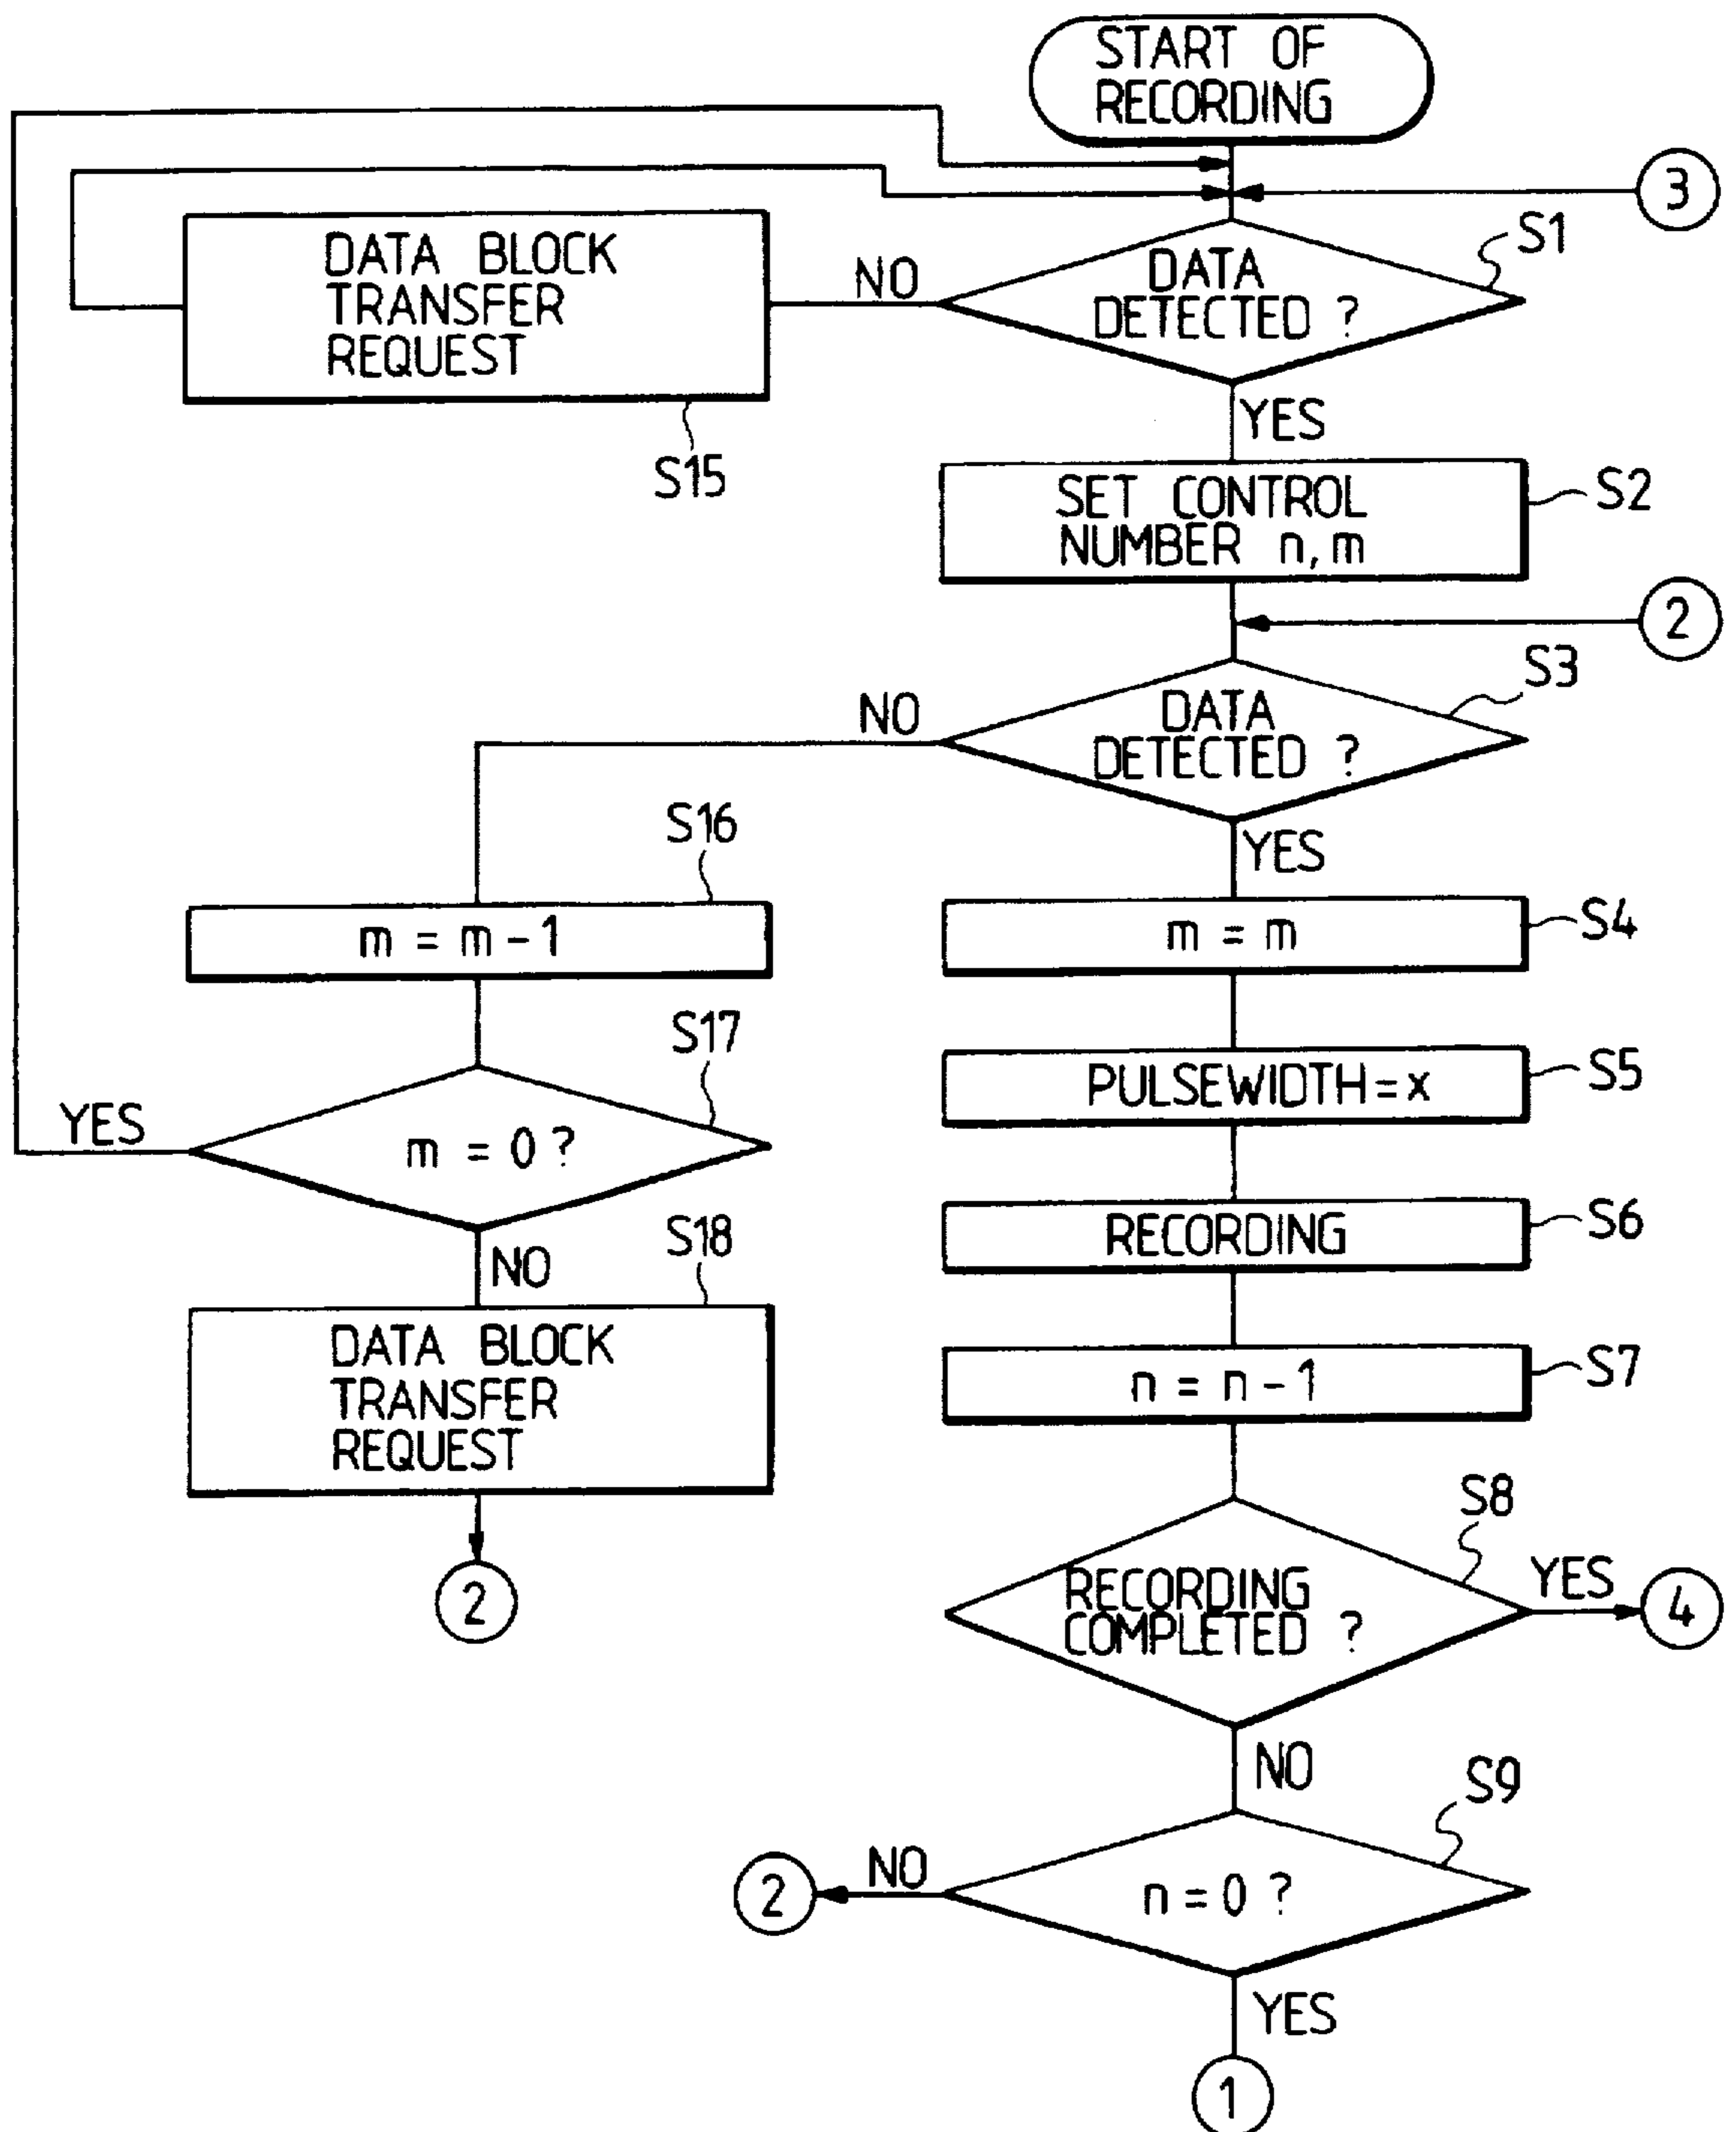 START OF
RECORDING
3
S1
DATA
DETECTED ?
NO
DATA BLOCK
TRANSFER
REQUEST
S15
YES
SET CONTROL
NUMBER n, m
S2
2
S3
DATA
DETECTED ?
NO
YES
S16
m = m - 1
m = m
S4
S17
m = 0 ?
YES
PULSEWIDTH = x
S5
NO
S18
RECORDING
S6
DATA BLOCK
TRANSFER
REQUEST
2
n = n - 1
S7
S8
RECORDING
COMPLETED ?
YES
4
NO
S9
n = 0 ?
NO
2
YES
1